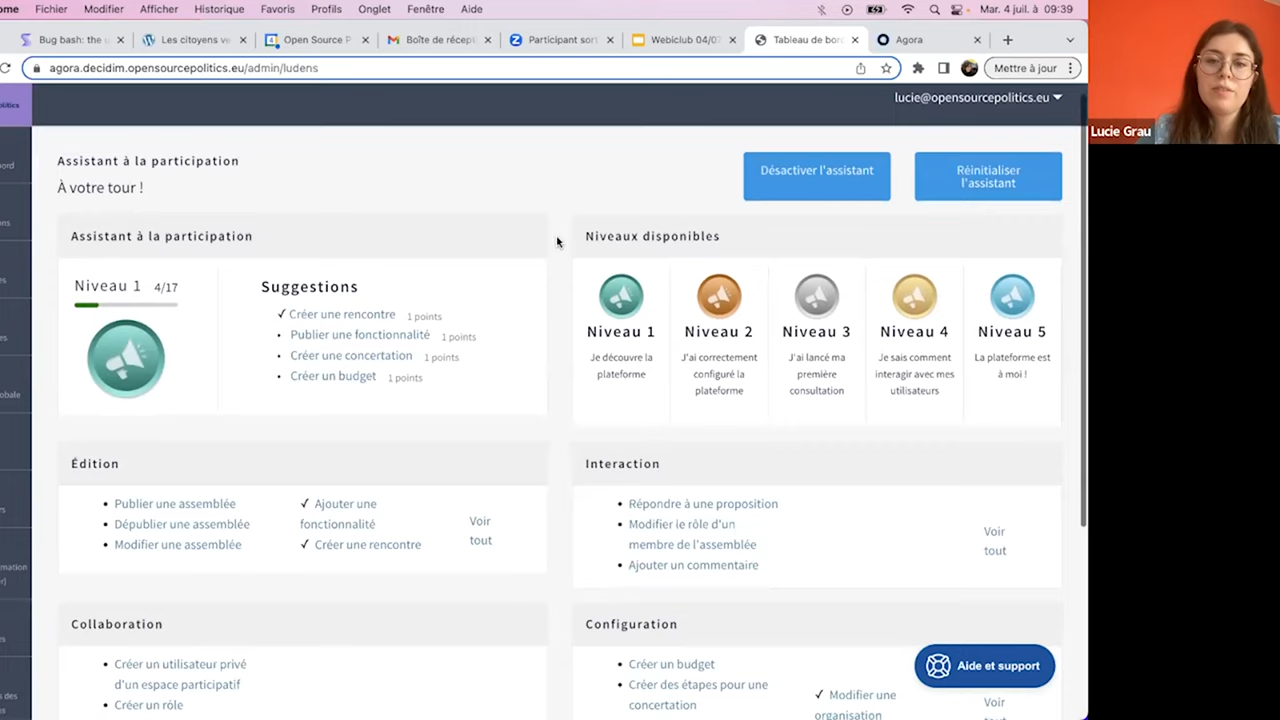 ome Fichier Modifier Afficher Historique Favoris Profils Onglet Fenêtre Aide Mar. 4 juil. à 09:39
Bug bash: the u Les citoyens ve Open Source P Boîte de récept Participant sort Webiclub 04/07 Tableau de bor Agora
agora.decidim.opensourcepolitics.eu/admin/ludens Mettre à jour
lucie@opensourcepolitics.eu
Lucie Grau
Assistant à la participation
À votre tour !
Désactiver l'assistant
Réinitialiser
l'assistant
Assistant à la participation
Niveau 1 4/17
Suggestions
✓ Créer une rencontre 1 points
• Publier une fonctionalité 1 points
• Créer une concertation 1 points
• Créer un budget 1 points
Niveaux disponibles
Niveau 1
Je découvre la
plateforme
Niveau 2
J'ai correctement
configuré la
plateforme
Niveau 3
J'ai lancé ma
première
consultation
Niveau 4
Je sais comment
interagir avec mes
utilisateurs
Niveau 5
La plateforme est
à moi !
Édition
• Publier une assemblée
• Dépublier une assemblée
• Modifier une assemblée
✓ Ajouter une
fonctionnalité
✓ Créer une rencontre
Voir
tout
Interaction
• Répondre à une proposition
• Modifier le rôle d'un
membre de l'assemblée
• Ajouter un commentaire
Voir
tout
Collaboration
• Créer un utilisateur privé
d'un espace participatif
• Créer un rôle
Configuration
• Créer un budget
• Créer des étapes pour une
concertation
✓ Modifier une
organisation
Voir
tout
Aide et support